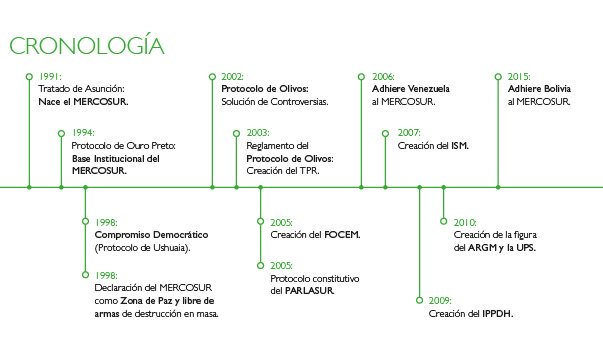 CRONOLOGÍA
1991:
Tratado de Asunción:
Nace el MERCOSUR.
1994:
Protocolo de Ouro Preto:
Base Institucional del
MERCOSUR.
1998:
Compromiso Democrático
(Protocolo de Ushuaia).
1998:
Declaración del MERCOSUR
como Zona de Paz y libre de
armas de destrucción en masa.
2002:
Protocolo de Olivos:
Solución de Controversias.
2003:
Reglamento del
Protocolo de Olivos:
Creación del TPR.
2005:
Creación del FOCEM.
2005:
Protocolo constitutivo
del PARLASUR.
2006:
Adhiere Venezuela
al MERCOSUR.
2007:
Creación del ISM.
2009:
Creación del IPPDH.
2010:
Creación de la figura
del ARGM y la UPS.
2015:
Adhiere Bolivia
al MERCOSUR.